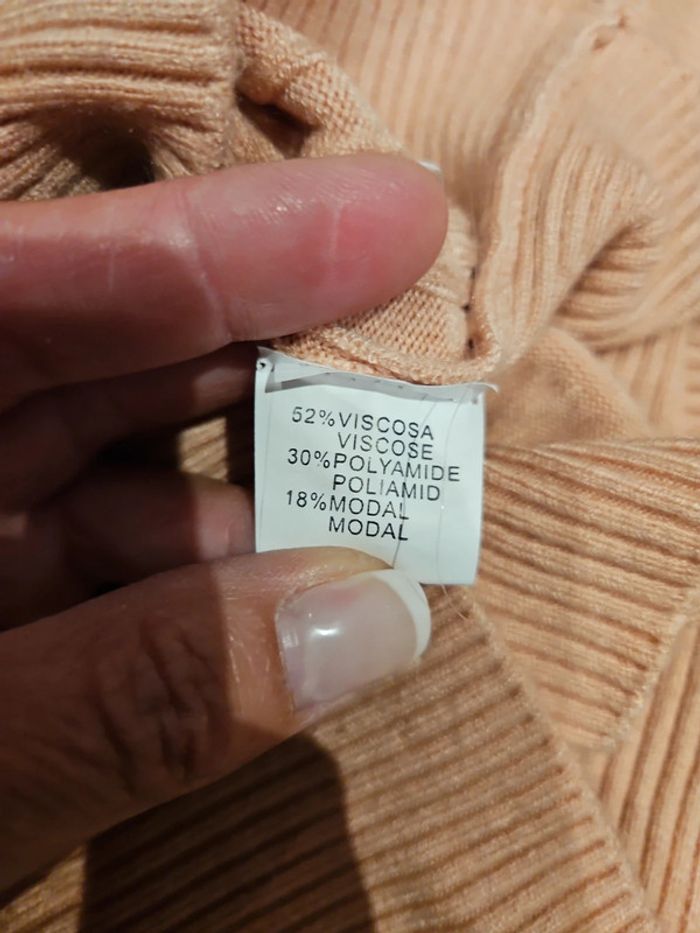 52%VISCOSA
VISCOSE
30%POLYAMIDE
POLIAMID
18%MODAL
MODAL